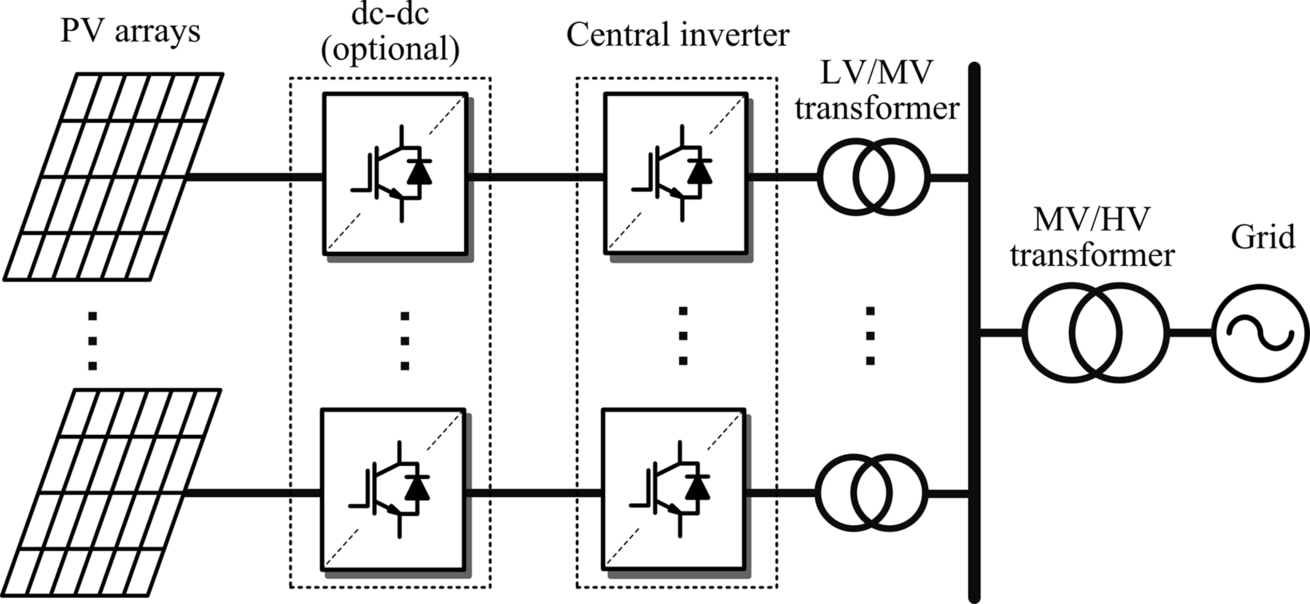 PV arrays
dc-dc
(optional)
Central inverter
LV/MV
transformer
MV/HV
transformer
Grid